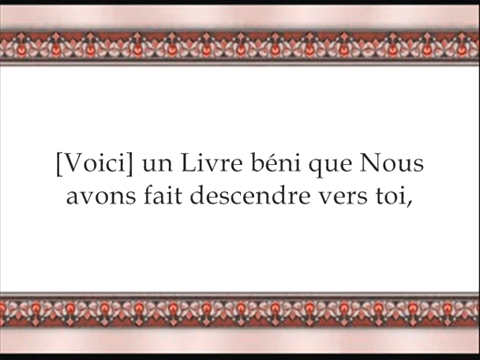 [Voici] un Livre béni que Nous
avons fait descendre vers toi,